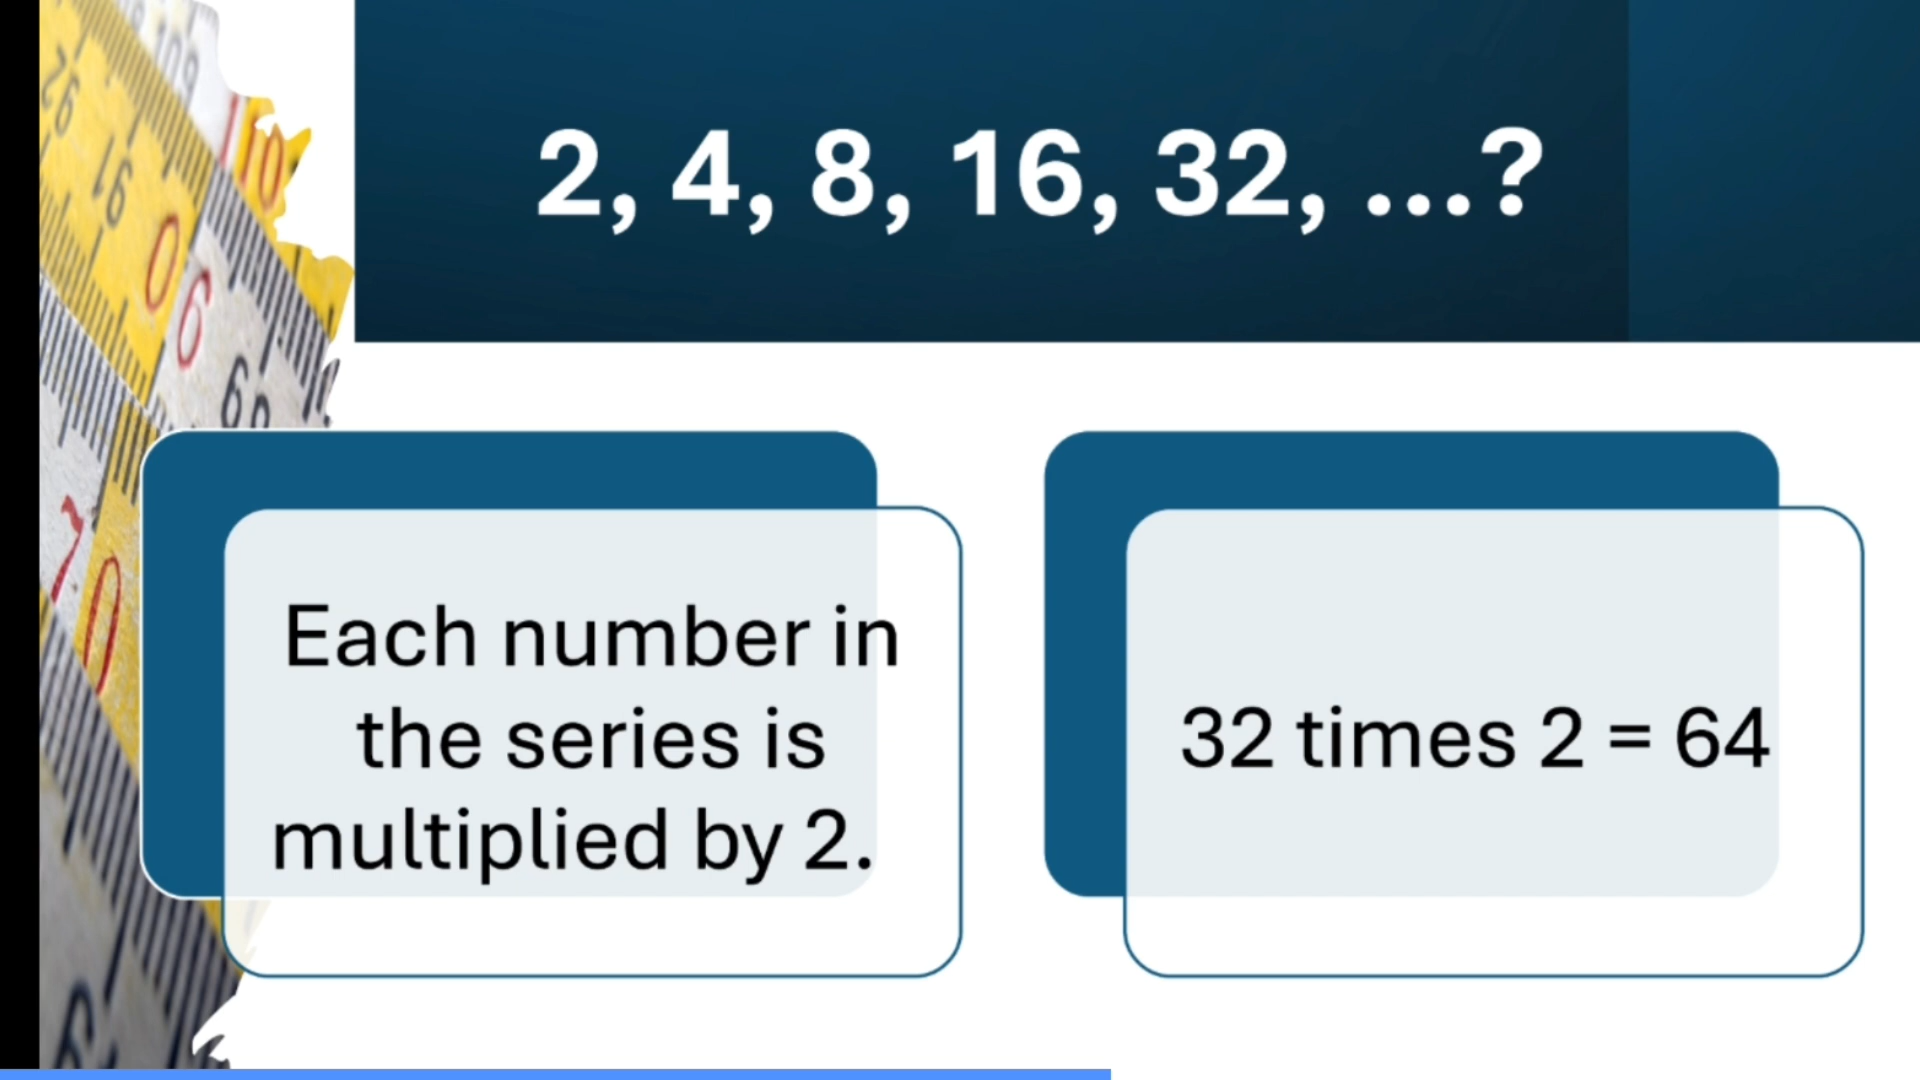 2, 4, 8, 16, 32, ...?
Each number in
the series is
multiplied by 2.
32 times 2 = 64